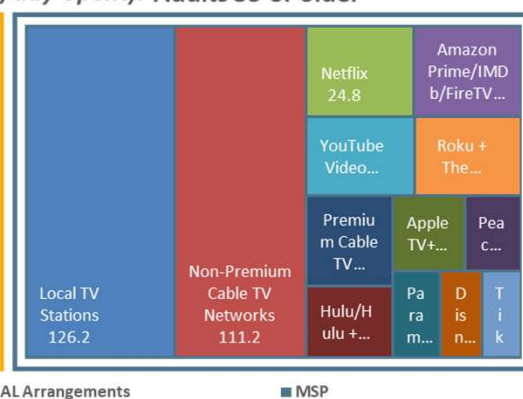 Adults 35 or older
Local TV
Stations
126.2
Non-Premium
Cable TV
Networks
111.2
Netflix
24.8
Amazon
Prime/IMD
b/FireTV...
YouTube
Video...
Roku +
The...
Premiu
m Cable
TV...
Apple
TV+...
Pea
c...
Hulu/H
ulu +...
Pa
ra
m...
D
is
n...
T
i
k
AL Arrangements
MSP